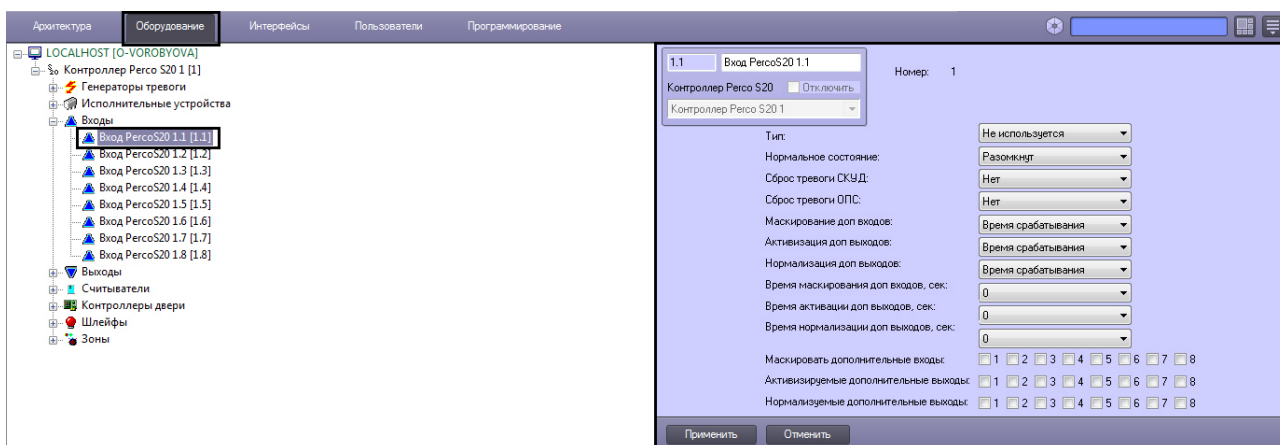 Архитектура Оборудование Интерфейсы Пользователи Программирование
LOCALHOST [O-VOROBYOVA]
Контроллер Perco S20 1 [1]
Генераторы тревоги
Исполнительные устройства
Входы
Вход PercoS20 1.1 [1.1]
Вход PercoS20 1.2 [1.2]
Вход PercoS20 1.3 [1.3]
Вход PercoS20 1.4 [1.4]
Вход PercoS20 1.5 [1.5]
Вход PercoS20 1.6 [1.6]
Вход PercoS20 1.7 [1.7]
Вход PercoS20 1.8 [1.8]
Выходы
Считыватели
Контроллеры двери
Шлейфы
Зоны
1.1 Вход PercoS20 1.1
Номер: 1
Контроллер Perco S20 Отключить
Контроллер Perco S20 1
Тип: Не используется
Нормальное состояние: Разомкнут
Сброс тревоги СКУД: Нет
Сброс тревоги ОПС: Нет
Маскирование доп входов: Время срабатывания
Активизация доп выходов: Время срабатывания
Нормализация доп выходов: Время срабатывания
Время маскирования доп входов, сек: 0
Время активации доп выходов, сек: 0
Время нормализации доп выходов, сек: 0
Маскировать дополнительные входы: 1 2 3 4 5 6 7 8
Активизируемые дополнительные выходы: 1 2 3 4 5 6 7 8
Нормализуемые дополнительные выходы: 1 2 3 4 5 6 7 8
Применить Отменить